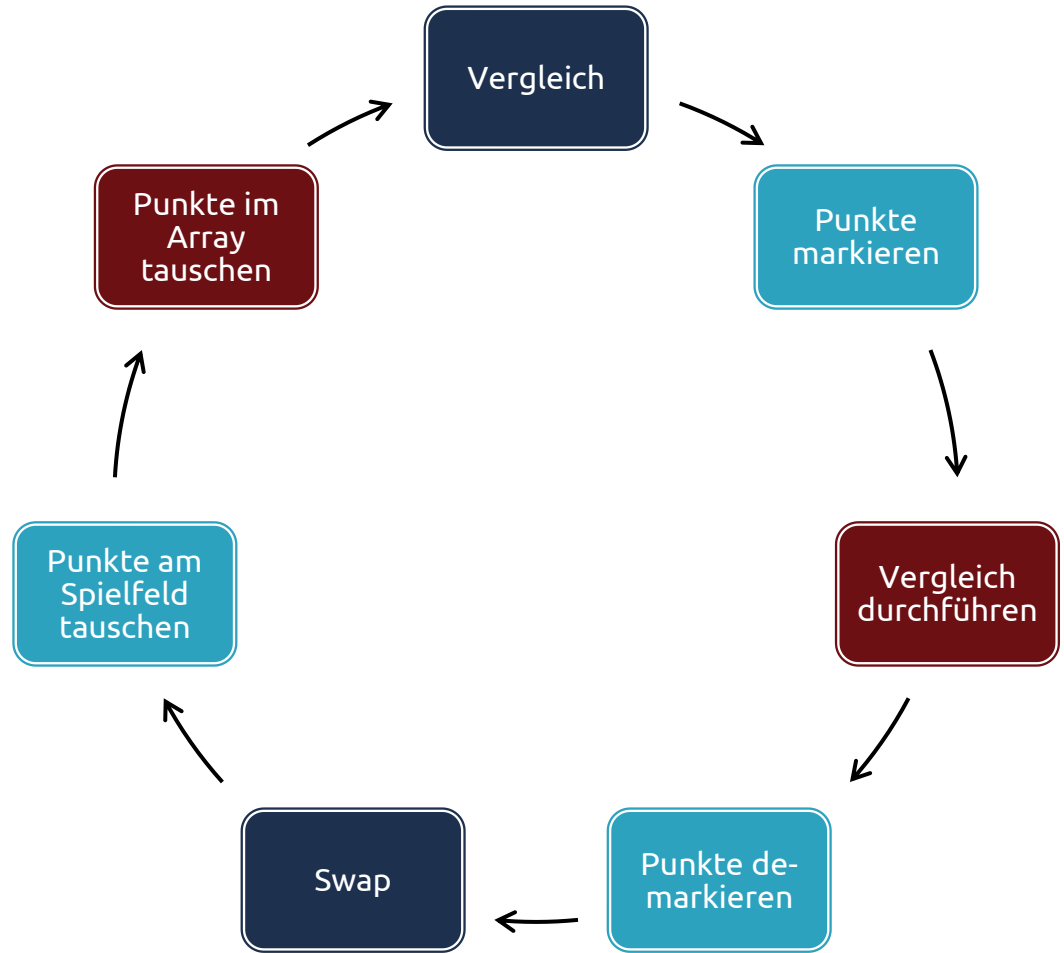 Vergleich
Punkte
markieren
Vergleich
durchführen
Punkte de-
markieren
Swap
Punkte am
Spielfeld
tauschen
Punkte im
Array
tauschen